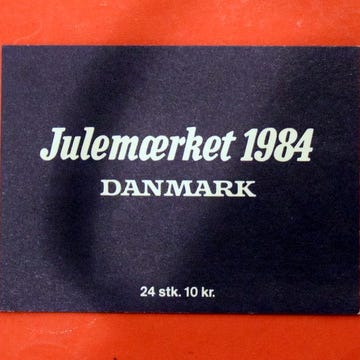 Julemærket 1984
DANMARK
24 stk. 10 kr.